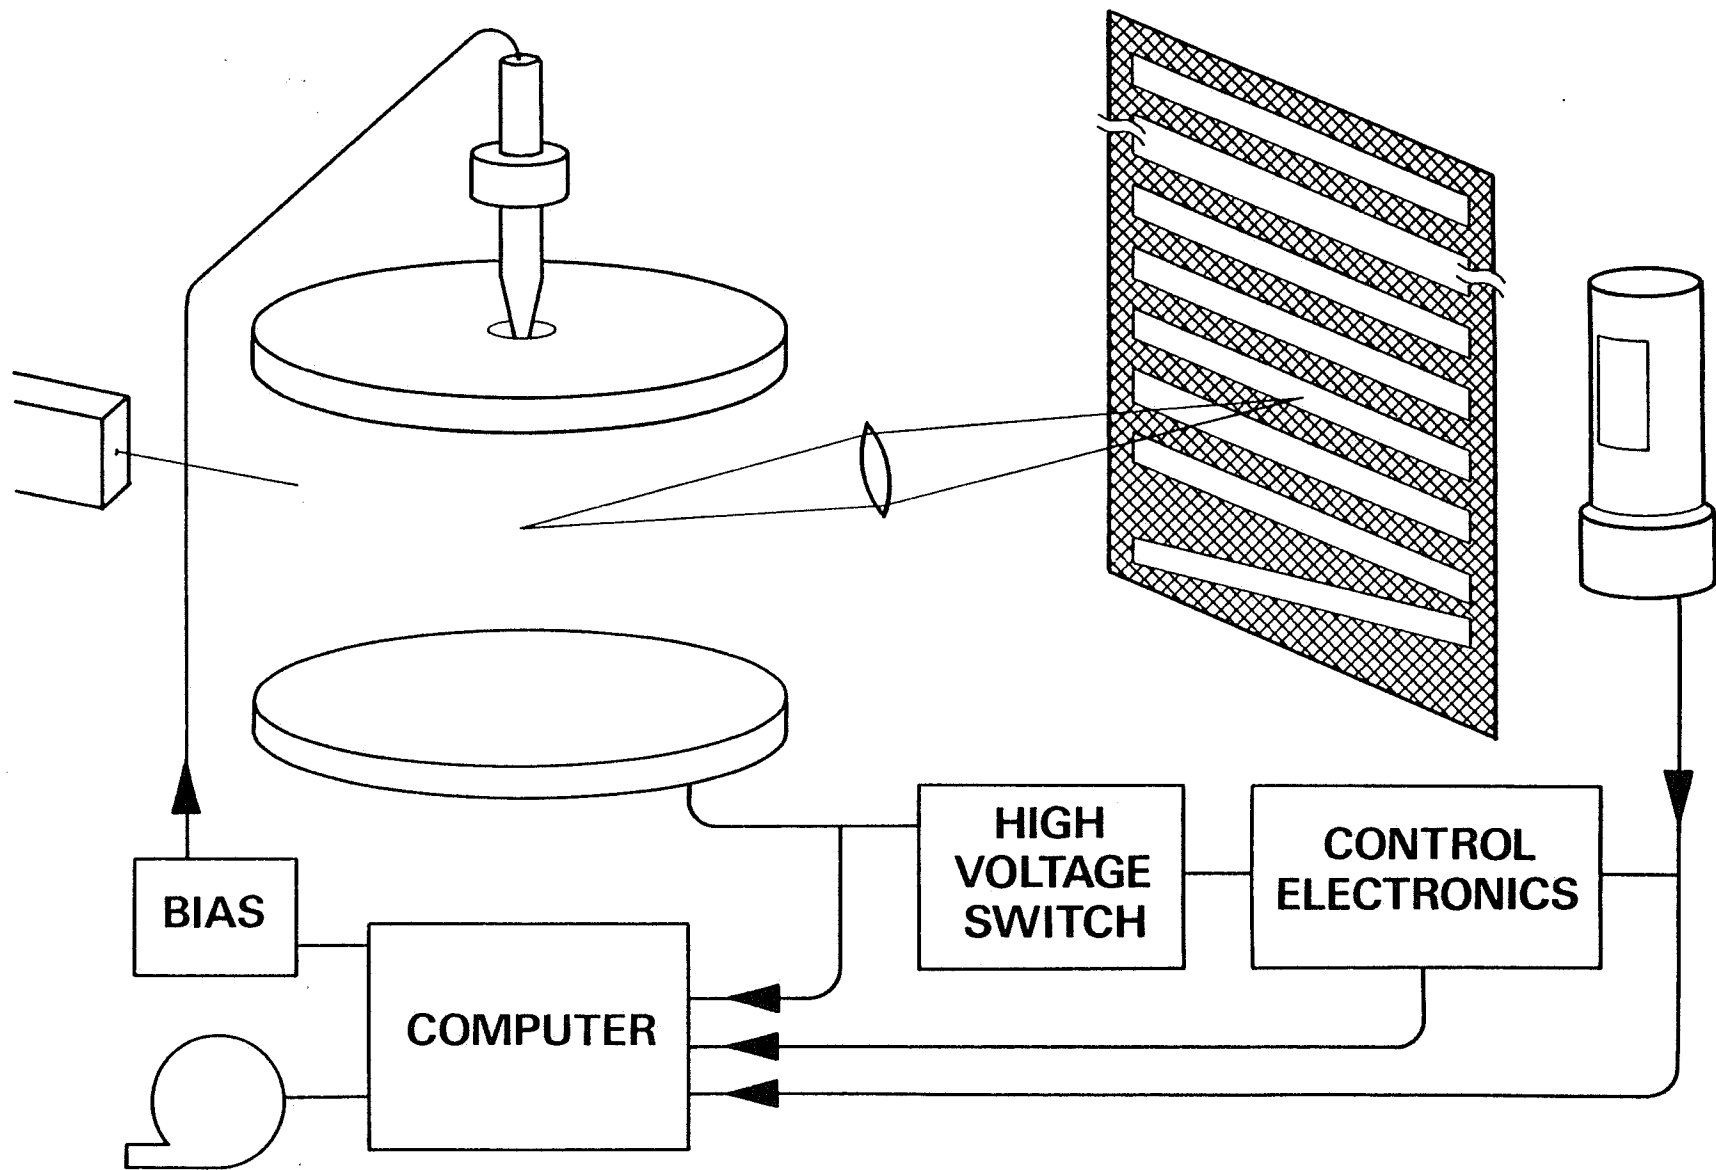 HIGH
VOLTAGE
SWITCH
CONTROL
ELECTRONICS
BIAS
COMPUTER